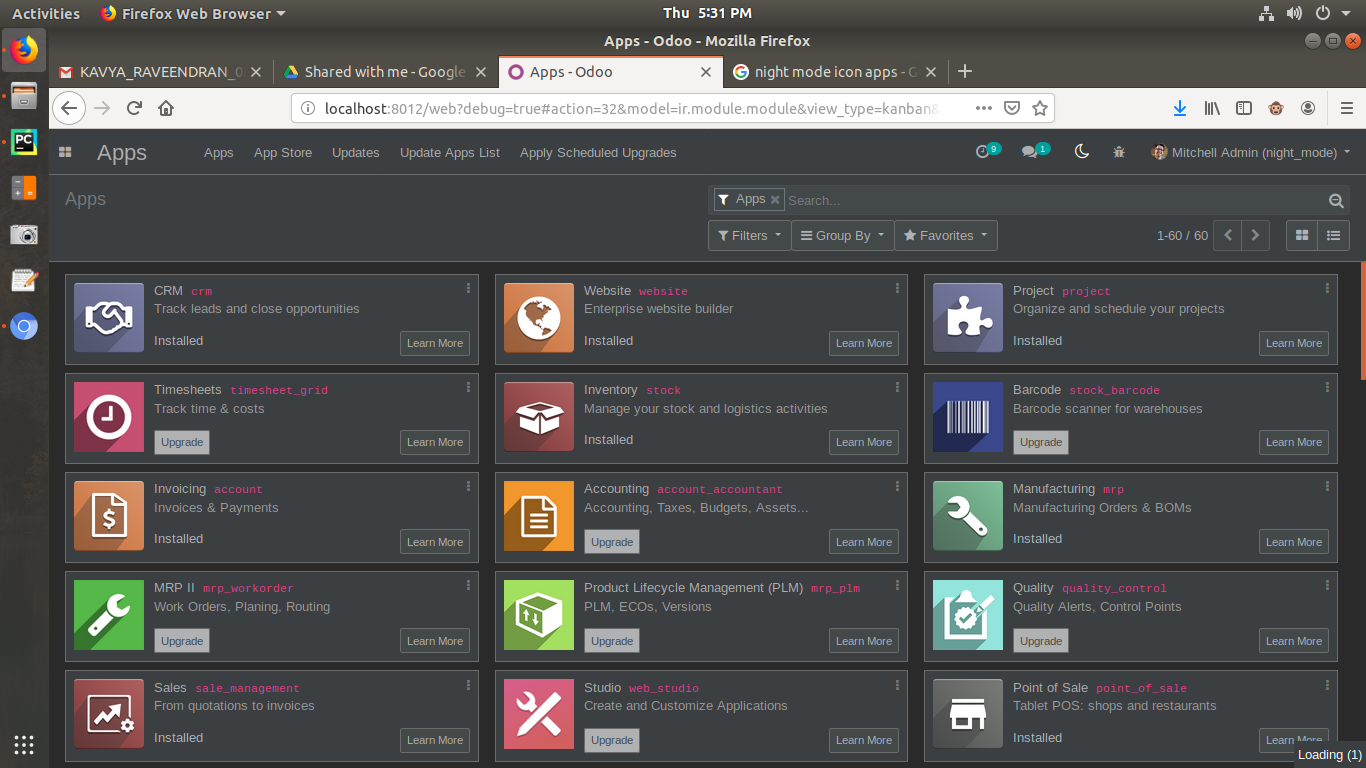 Activities Firefox Web Browser Thu 5:31 PM
Apps - Odoo - Mozilla Firefox
KAVYA_RAVEENDRAN_ Shared with me - Google Apps - Odoo night mode icon apps -
localhost:8012/web?debug=true#action=32&model=ir.module.module&view_type=kanban&
Apps Apps App Store Updates Update Apps List Apply Scheduled Upgrades 9 1 Mitchell Admin (night_mode)
Apps Apps Search...
Filters Group By Favorites 1-60 / 60
CRM crm Website website Project project
Track leads and close opportunities Enterprise website builder Organize and schedule your projects
Installed Learn More Installed Learn More Installed Learn More
Timesheets timesheet_grid Inventory stock Barcode stock_barcode
Track time & costs Manage your stock and logistics activities Barcode scanner for warehouses
Upgrade Learn More Installed Learn More Upgrade Learn More
Invoicing account Accounting account_accountant Manufacturing mrp
Invoices & Payments Accounting, Taxes, Budgets, Assets... Manufacturing Orders & BOMs
Installed Learn More Upgrade Learn More Installed Learn More
MRP II mrp_workorder Product Lifecycle Management (PLM) mrp_plm Quality quality_control
Work Orders, Planing, Routing PLM, ECOs, Versions Quality Alerts, Control Points
Upgrade Learn More Upgrade Learn More Upgrade Learn More
Sales sale_management Studio web_studio Point of Sale point_of_sale
From quotations to invoices Create and Customize Applications Tablet POS: shops and restaurants
Installed Learn More Upgrade Learn More Installed Learn More
Loading (1)